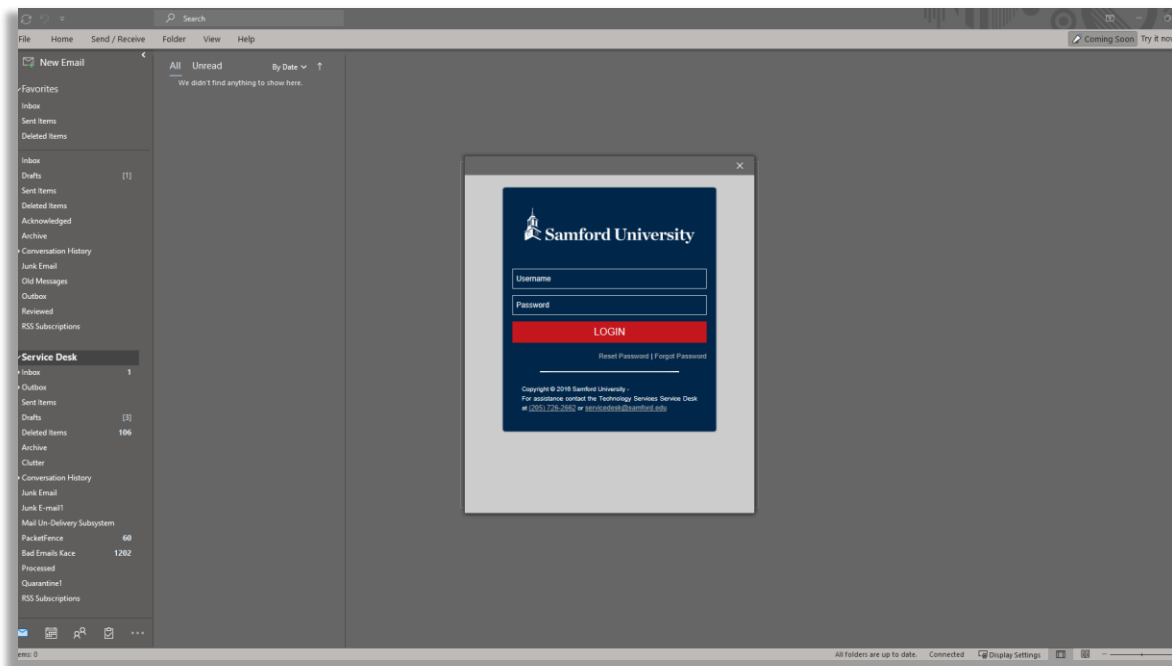 Search
File Home Send / Receive Folder View Help
Coming Soon Try it now
New Email
All Unread By Date
We didn't find anything to show here.
Favorites
Inbox
Sent Items
Deleted Items
Inbox
Drafts [1]
Sent Items
Deleted Items
Acknowledged
Archive
Conversation History
Junk Email
Old Messages
Outbox
Reviewed
RSS Subscriptions
Service Desk
Inbox 1
Outbox
Sent Items
Drafts [3]
Deleted Items 106
Archive
Clutter
Conversation History
Junk Email
Junk E-mail1
Mail Un-Delivery Subsystem
PacketFence 60
Bad Emails Kace 1202
Processed
Quarantine1
RSS Subscriptions
Samford University
Username
Password
LOGIN
Reset Password | Forgot Password
Copyright © 2016 Samford University -
For assistance contact the Technology Services Service Desk
at (205) 726-2662 or servicedesk@samford.edu
ems: 0
All folders are up to date. Connected Display Settings